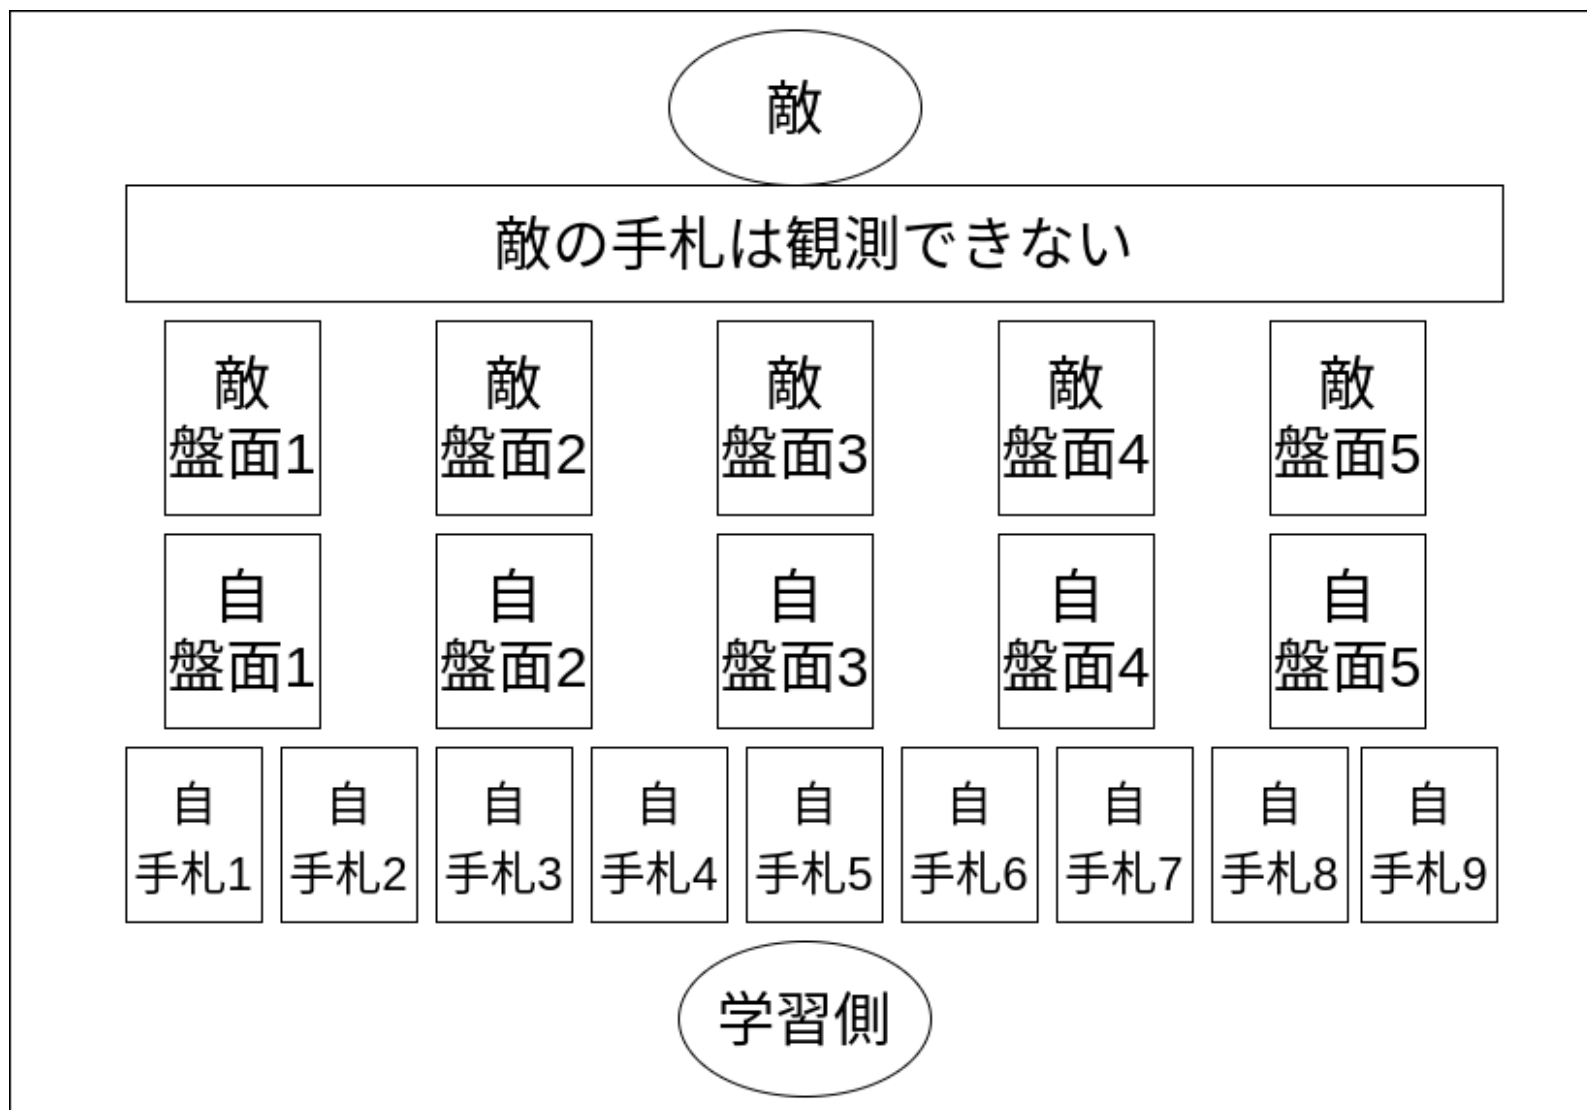 敵
敵の手札は観測できない
敵
盤面1
敵
盤面2
敵
盤面3
敵
盤面4
敵
盤面5
自
盤面1
自
盤面2
自
盤面3
自
盤面4
自
盤面5
自
手札1
自
手札2
自
手札3
自
手札4
自
手札5
自
手札6
自
手札7
自
手札8
自
手札9
学習側